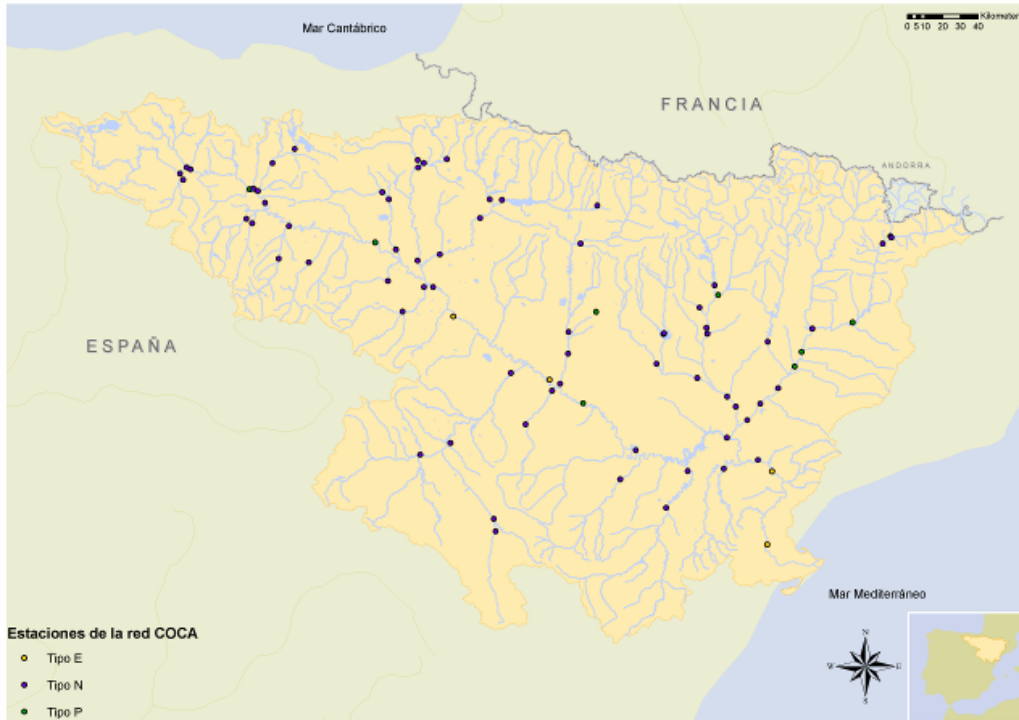 Mar Cantábrico
Kilometers
0 5 10 20 30 40
FRANCIA
ANDORRA
ESPAÑA
Mar Mediterráneo
Estaciones de la red COCA
Tipo E
Tipo N
Tipo P
N
W
E
S